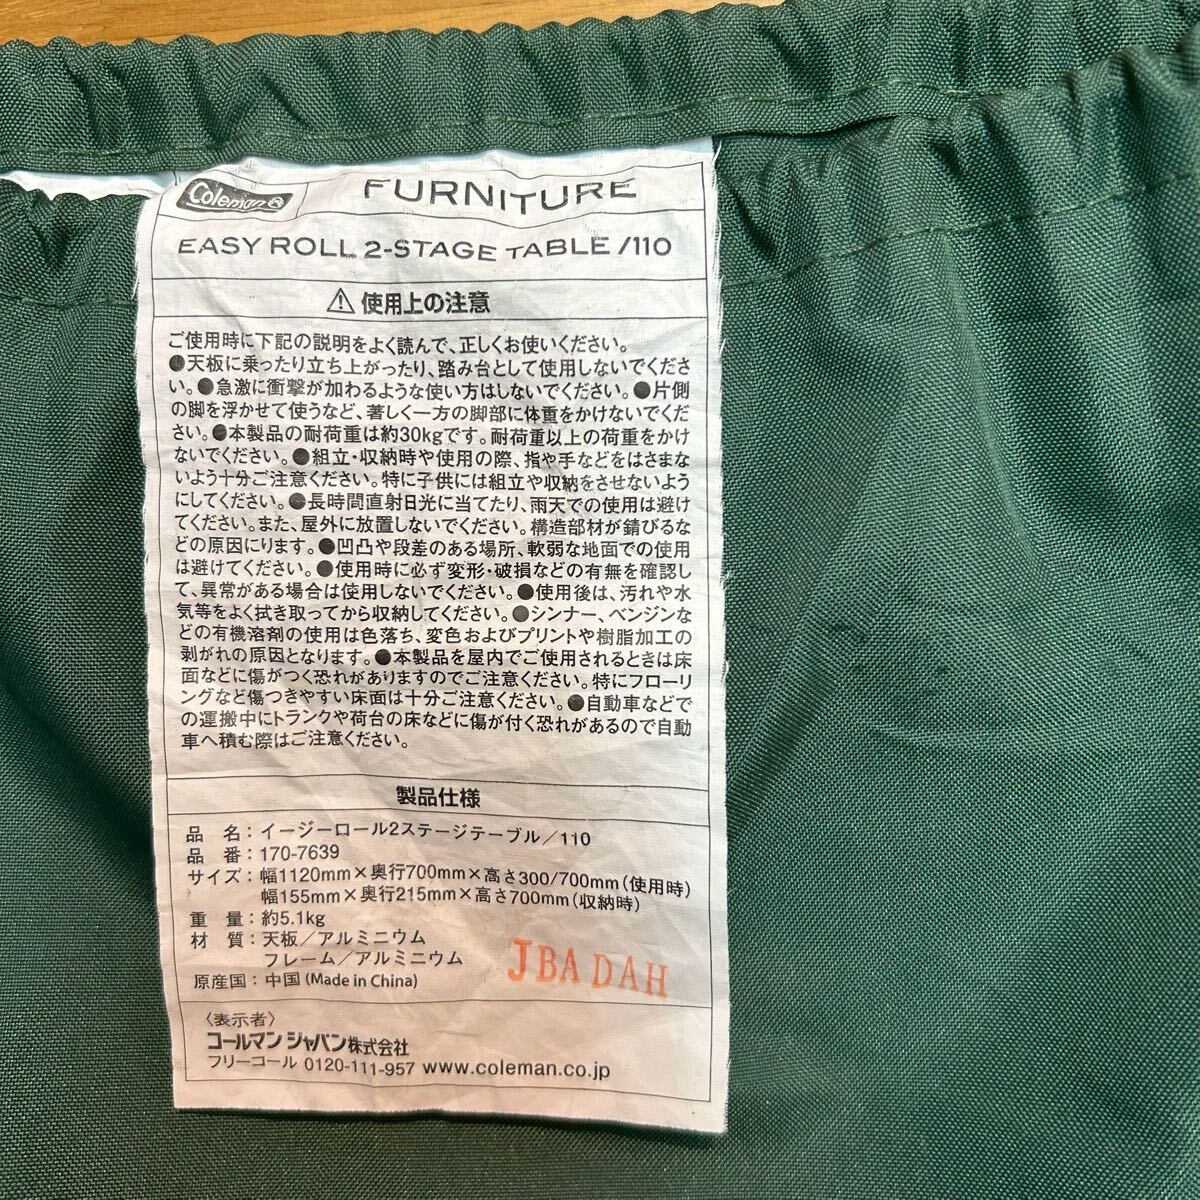 Coleman
FURNITURE
EASY ROLL 2-STAGE TABLE /110
⚠使用上の注意
ご使用時に下記の説明をよく読んで、正しくお使いください。
●天板に乗ったり立ち上がったり、踏み台として使用しないでくださ
い。●急激に衝撃が加わるような使い方はしないでください。●片側
の脚を浮かせて使うなど、著しく一方の脚部に体重をかけないでくだ
さい。●本製品の耐荷重は約30kgです。耐荷重以上の荷重をかけ
ないでください。●組立・収納時や使用の際、指や手などをはさまな
いよう十分ご注意ください。特に子供には組立や収納をさせないよう
にしてください。●長時間直射日光に当てたり、雨天での使用は避け
てください。また、屋外に放置しないでください。構造部材が錆びるな
どの原因にります。●凹凸や段差のある場所、軟弱な地面での使用
は避けてください。●使用時に必ず変形・破損などの有無を確認し
て、異常がある場合は使用しないでください。●使用後は、汚れや水
気等をよく拭き取ってから収納してください。●シンナー、ベンジンな
どの有機溶剤の使用は色落ち、変色およびプリントや樹脂加工の
剥がれの原因となります。●本製品を屋内でご使用されるときは床
面などに傷がつく恐れがありますのでご注意ください。特にフローリ
ングなど傷つきやすい床面は十分ご注意ください。●自動車などで
の運搬中にトランクや荷台の床などに傷が付く恐れがあるので自動
車へ積む際はご注意ください。
製品仕様
品 名：イージーロール2ステージテーブル／110
品 番：170-7639
サイズ：幅1120mm×奥行700mm×高さ300/700mm（使用時）
幅155mm×奥行215mm×高さ700mm（収納時）
重 量：約5.1kg
材 質：天板／アルミニウム
フレーム／アルミニウム
原産国：中国（Made in China）
JBA DAH
〈表示者〉
コールマン ジャパン株式会社
フリーコール 0120-111-957 www.coleman.co.jp